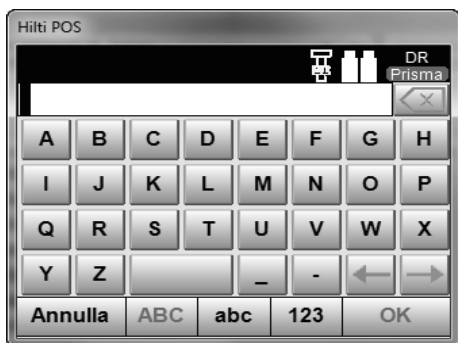 Hilti POS
DR
Prisma
A B C D E F G H
I J K L M N O P
Q R S T U V W X
Y Z _ -
Annulla ABC abc 123 OK